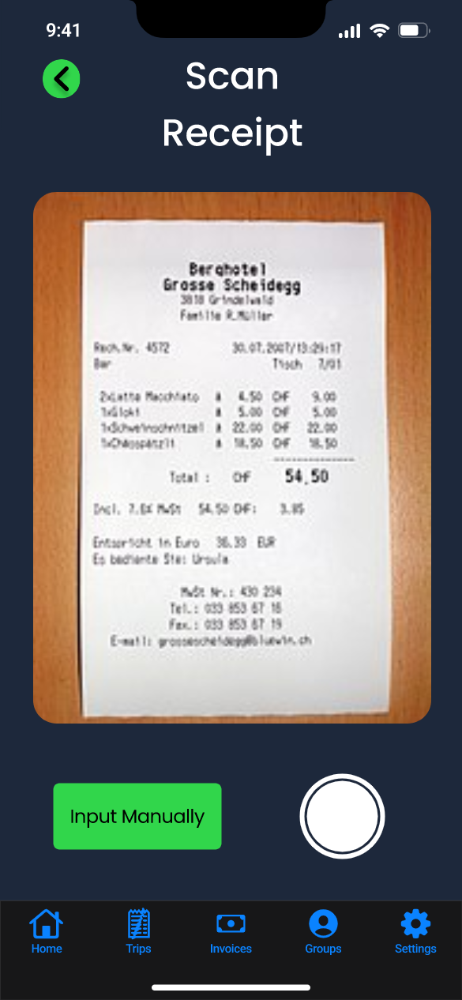 9:41
Scan
Receipt
Berghotel
Grosse Scheidegg
3818 Grindelwald
Familie R.Müller
Rech.Nr. 4572 30.07.2007/13:29:17
Bar Tisch 7/01
2xLatte Macchiato à 4.50 CHF 9.00
1xGloki à 5.00 CHF 5.00
1xSchweinschnitzel à 22.00 CHF 22.00
1xChässpätzli à 18.50 CHF 18.50
Total : CHF 54.50
Incl. 7.6% MwSt 54.50 CHF: 3.85
Entspricht in Euro 36.33 EUR
Es bediente Sie: Ursula
MwSt Nr.: 430 234
Tel.: 033 853 67 16
Fax.: 033 853 67 19
E-mail: grossescheidegg@bluewin.ch
Input Manually
Home Trips Invoices Groups Settings